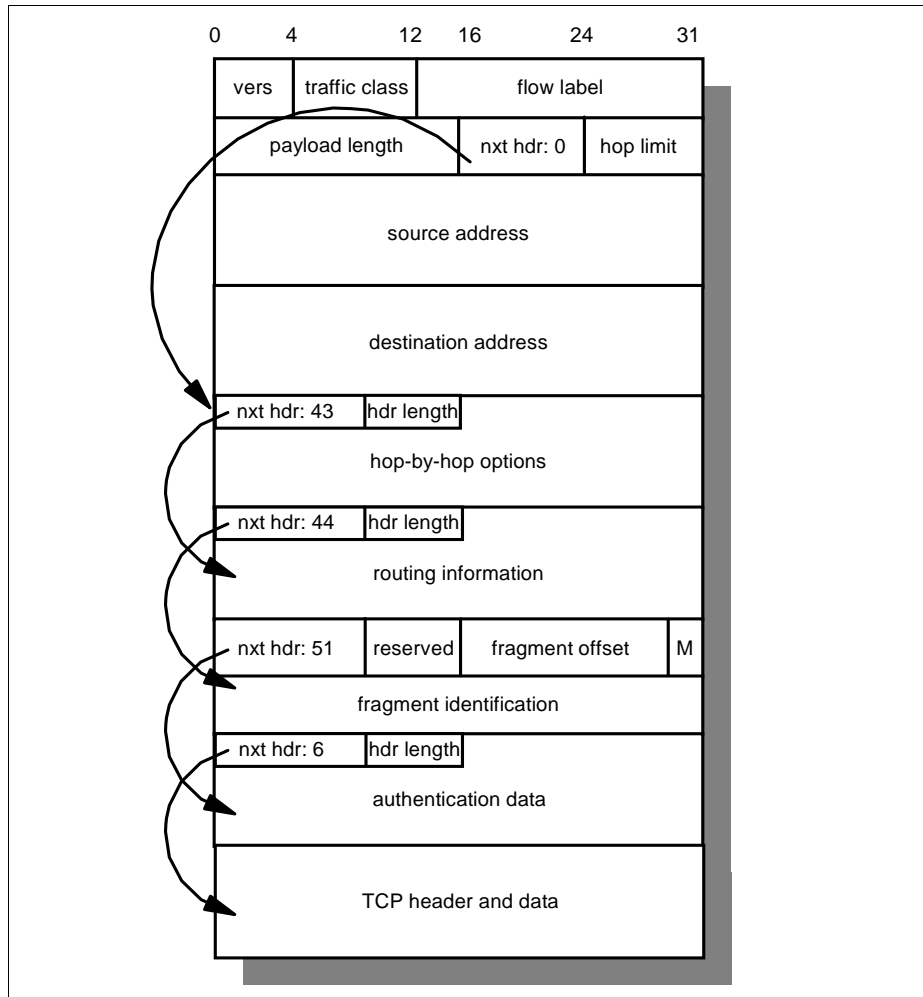 0 4 12 16 24 31
vers traffic class flow label
payload length nxt hdr: 0 hop limit
source address
destination address
nxt hdr: 43 hdr length
hop-by-hop options
nxt hdr: 44 hdr length
routing information
nxt hdr: 51 reserved fragment offset M
fragment identification
nxt hdr: 6 hdr length
authentication data
TCP header and data